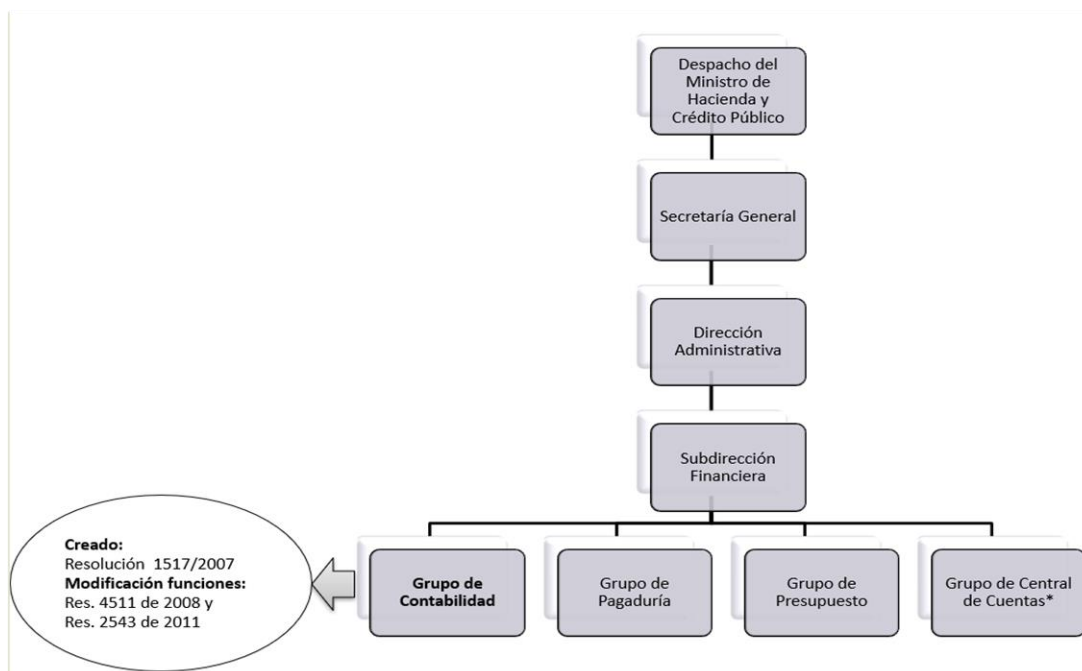 Despacho del
Ministro de
Hacienda y
Crédito Público
Secretaría General
Dirección
Administrativa
Subdirección
Financiera
Creado:
Resolución 1517/2007
Modificación funciones:
Res. 4511 de 2008 y
Res. 2543 de 2011
Grupo de
Contabilidad
Grupo de
Pagaduría
Grupo de
Presupuesto
Grupo de Central
de Cuentas*